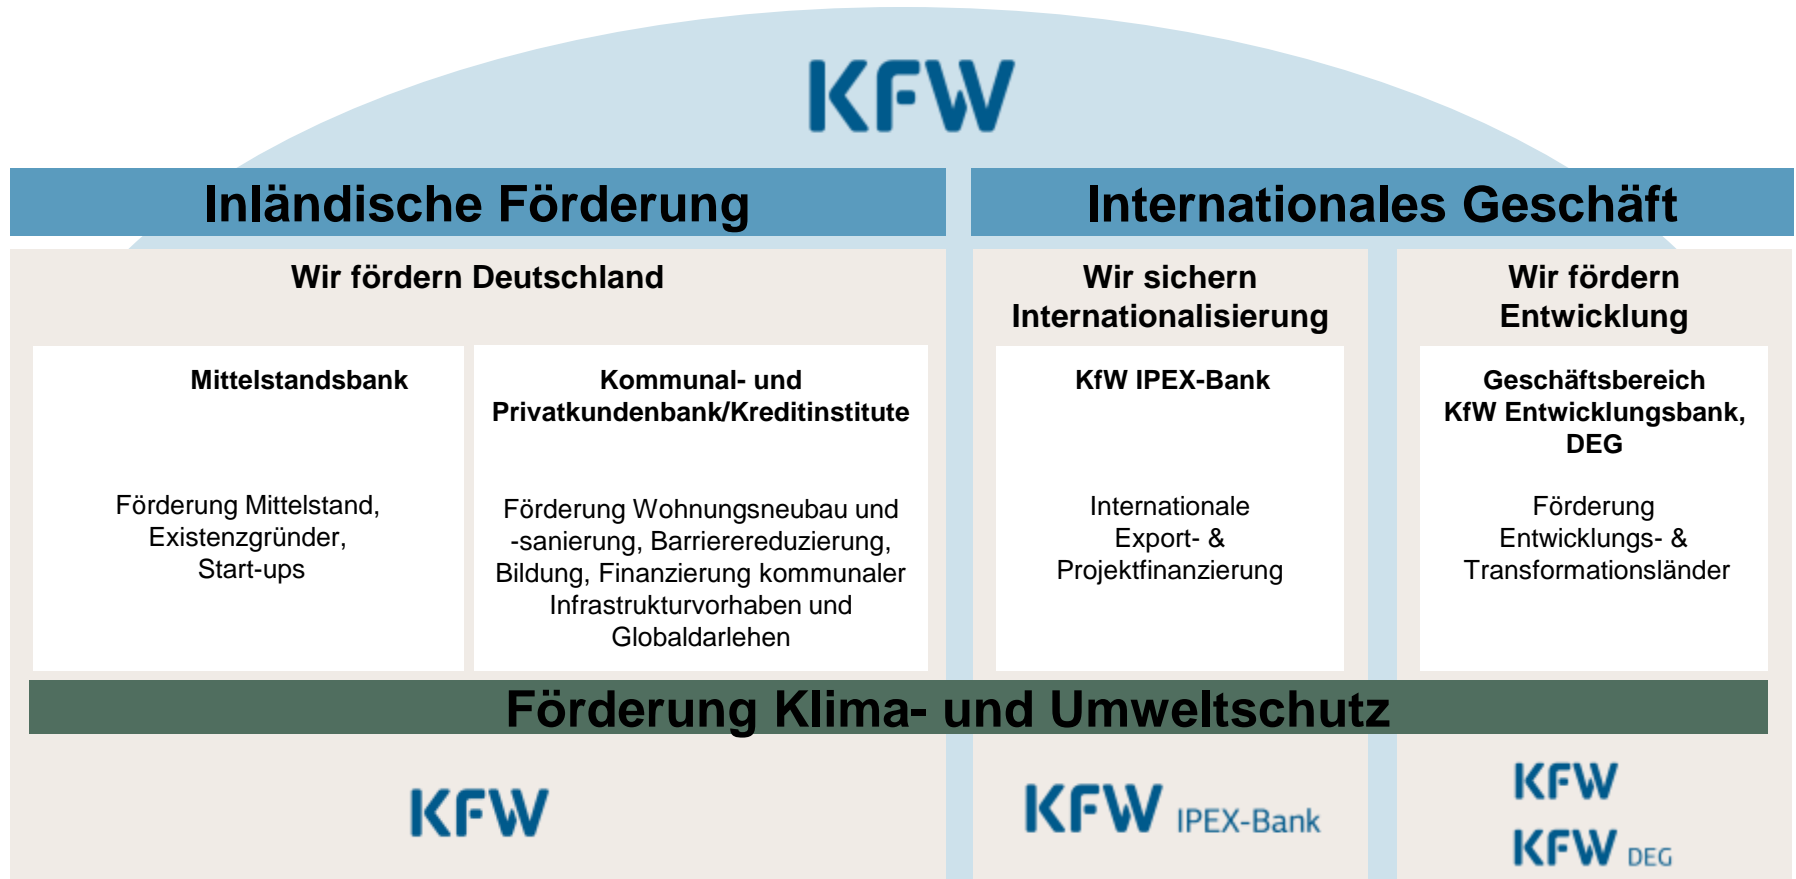 KFW
Inländische Förderung
Internationales Geschäft
Wir fördern Deutschland
Mittelstandsbank
Förderung Mittelstand,
Existenzgründer,
Start-ups
Kommunal- und
Privatkundenbank/Kreditinstitute
Förderung Wohnungsneubau und
-sanierung, Barrierereduzierung,
Bildung, Finanzierung kommunaler
Infrastrukturvorhaben und
Globaldarlehen
Wir sichern
Internationalisierung
KfW IPEX-Bank
Internationale
Export- &
Projektfinanzierung
Wir fördern
Entwicklung
Geschäftsbereich
KfW Entwicklungsbank,
DEG
Förderung
Entwicklungs- &
Transformationsländer
Förderung Klima- und Umweltschutz
KFW
KFW IPEX-Bank
KFW
KFW DEG